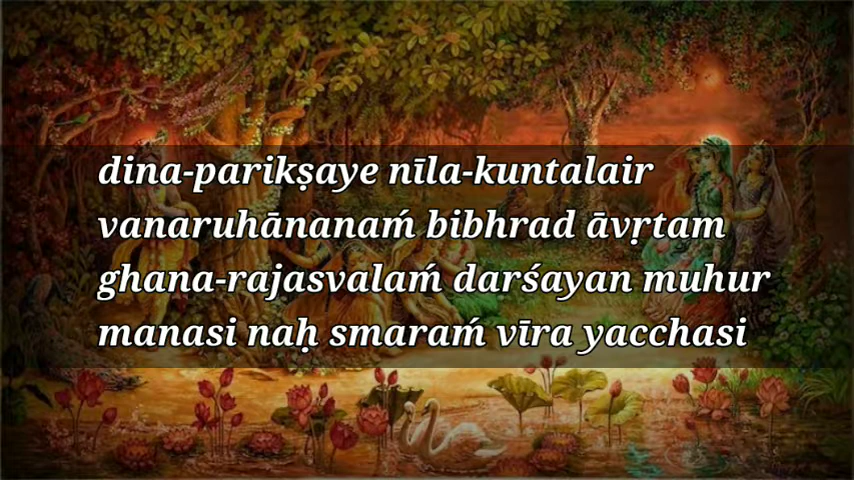 dina-parikṣaye nīla-kuntalair
vanaruhānanaḿ bibhrad āvṛtam
ghana-rajasvalaḿ darśayan muhur
manasi naḥ smaraḿ vīra yacchasi